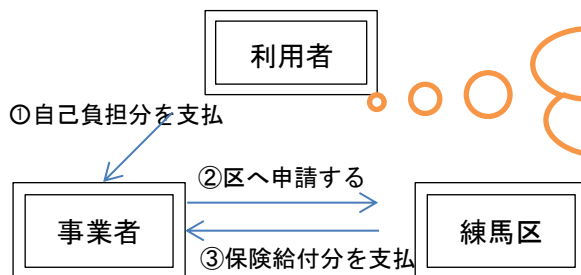 利用者
①自己負担分を支払
②区へ申請する
事業者
練馬区
③保険給付分を支払